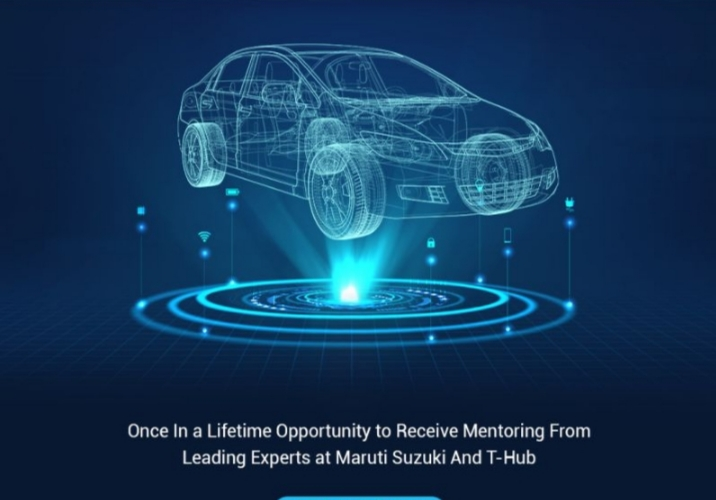 Once In a Lifetime Opportunity to Receive Mentoring From
Leading Experts at Maruti Suzuki And T-Hub